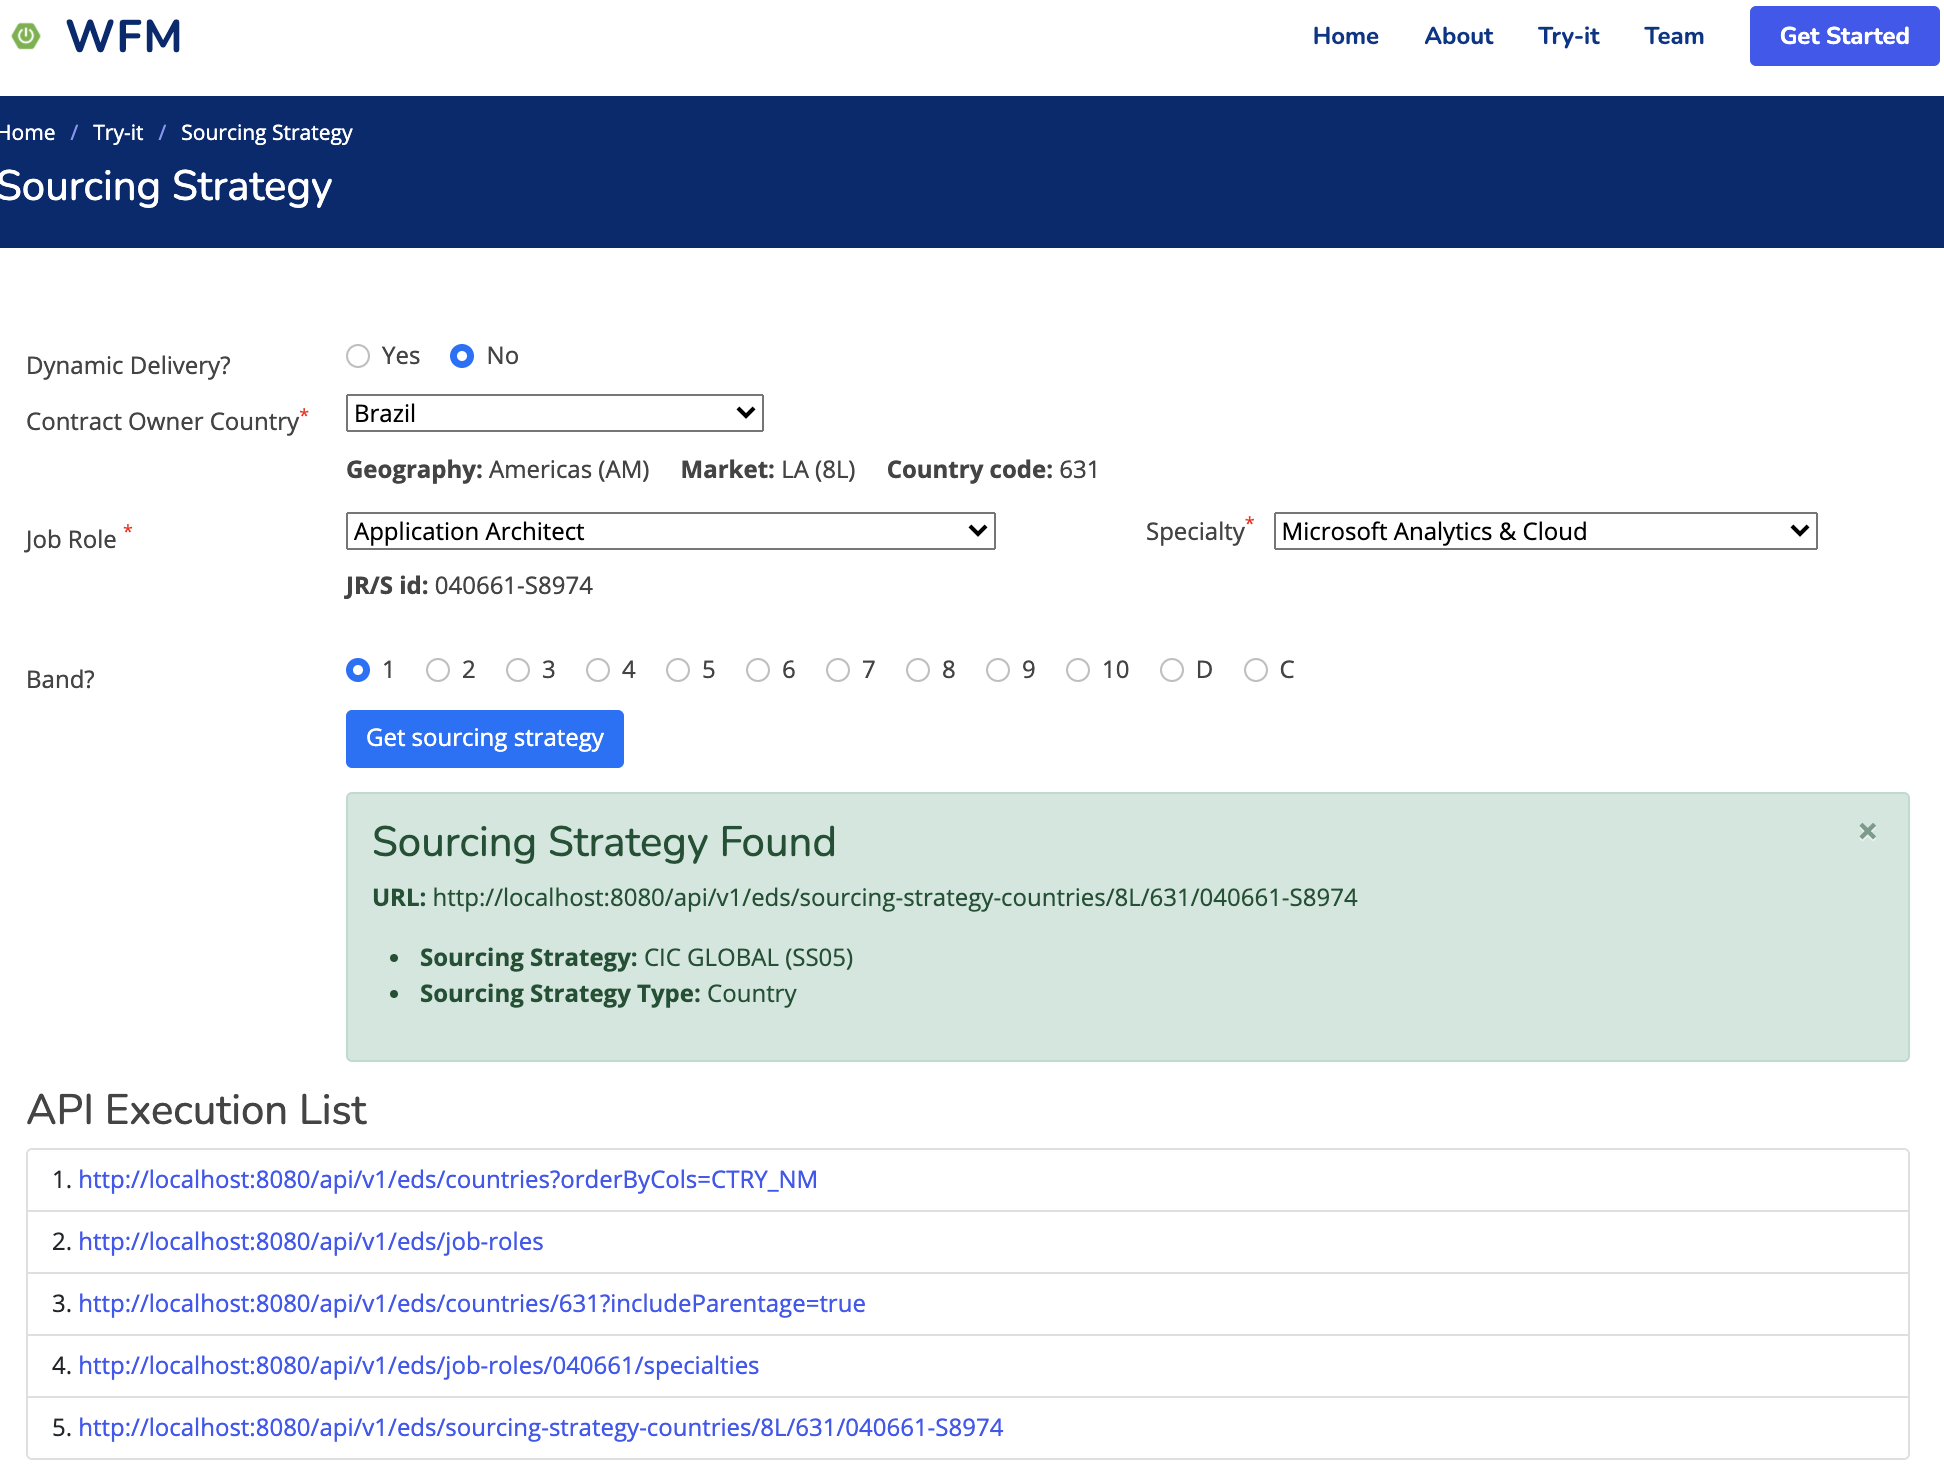 WFM
Home About Try-it Team Get Started
Home / Try-it / Sourcing Strategy
Sourcing Strategy
Dynamic Delivery? Yes No
Contract Owner Country* Brazil
Geography: Americas (AM) Market: LA (8L) Country code: 631
Job Role * Application Architect Specialty* Microsoft Analytics & Cloud
JR/S id: 040661-S8974
Band? 1 2 3 4 5 6 7 8 9 10 D C
Get sourcing strategy
Sourcing Strategy Found ×
URL: http://localhost:8080/api/v1/eds/sourcing-strategy-countries/8L/631/040661-S8974
• Sourcing Strategy: CIC GLOBAL (SS05)
• Sourcing Strategy Type: Country
API Execution List
1. http://localhost:8080/api/v1/eds/countries?orderByCols=CTRY_NM
2. http://localhost:8080/api/v1/eds/job-roles
3. http://localhost:8080/api/v1/eds/countries/631?includeParentage=true
4. http://localhost:8080/api/v1/eds/job-roles/040661/specialties
5. http://localhost:8080/api/v1/eds/sourcing-strategy-countries/8L/631/040661-S8974